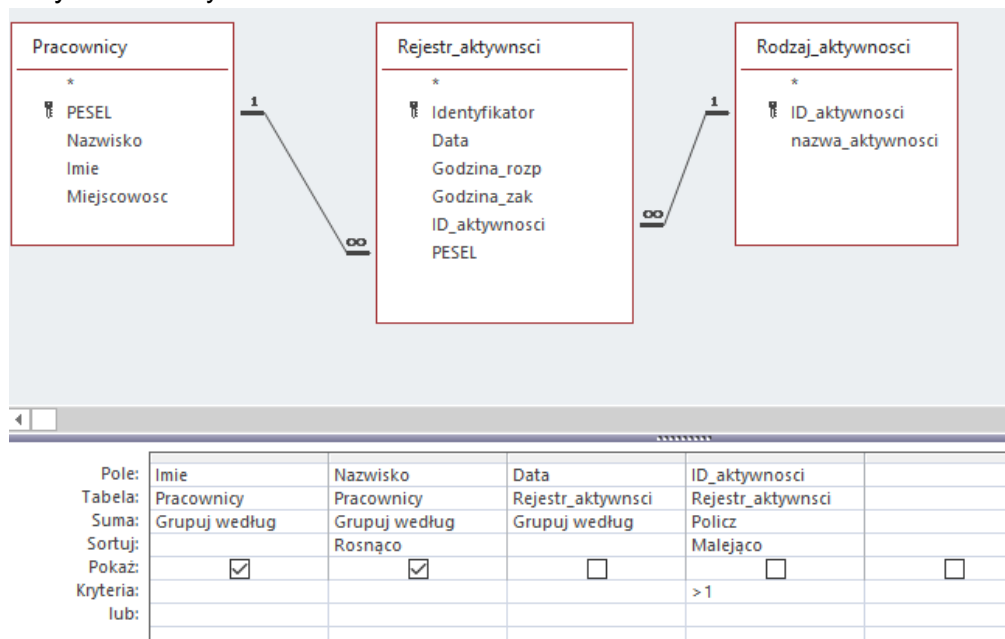 Pracownicy
*
PESEL
Nazwisko
Imie
Miejscowosc
1
∞
Rejestr_aktywnsci
*
Identyfikator
Data
Godzina_rozp
Godzina_zak
ID_aktywnosci
PESEL
∞
1
Rodzaj_aktywnosci
*
ID_aktywnosci
nazwa_aktywnosci
Pole: Imie Nazwisko Data ID_aktywnosci
Tabela: Pracownicy Pracownicy Rejestr_aktywnsci Rejestr_aktywnsci
Suma: Grupuj według Grupuj według Grupuj według Policz
Sortuj: Rosnąco Malejąco
Pokaż:
Kryteria: >1
lub: